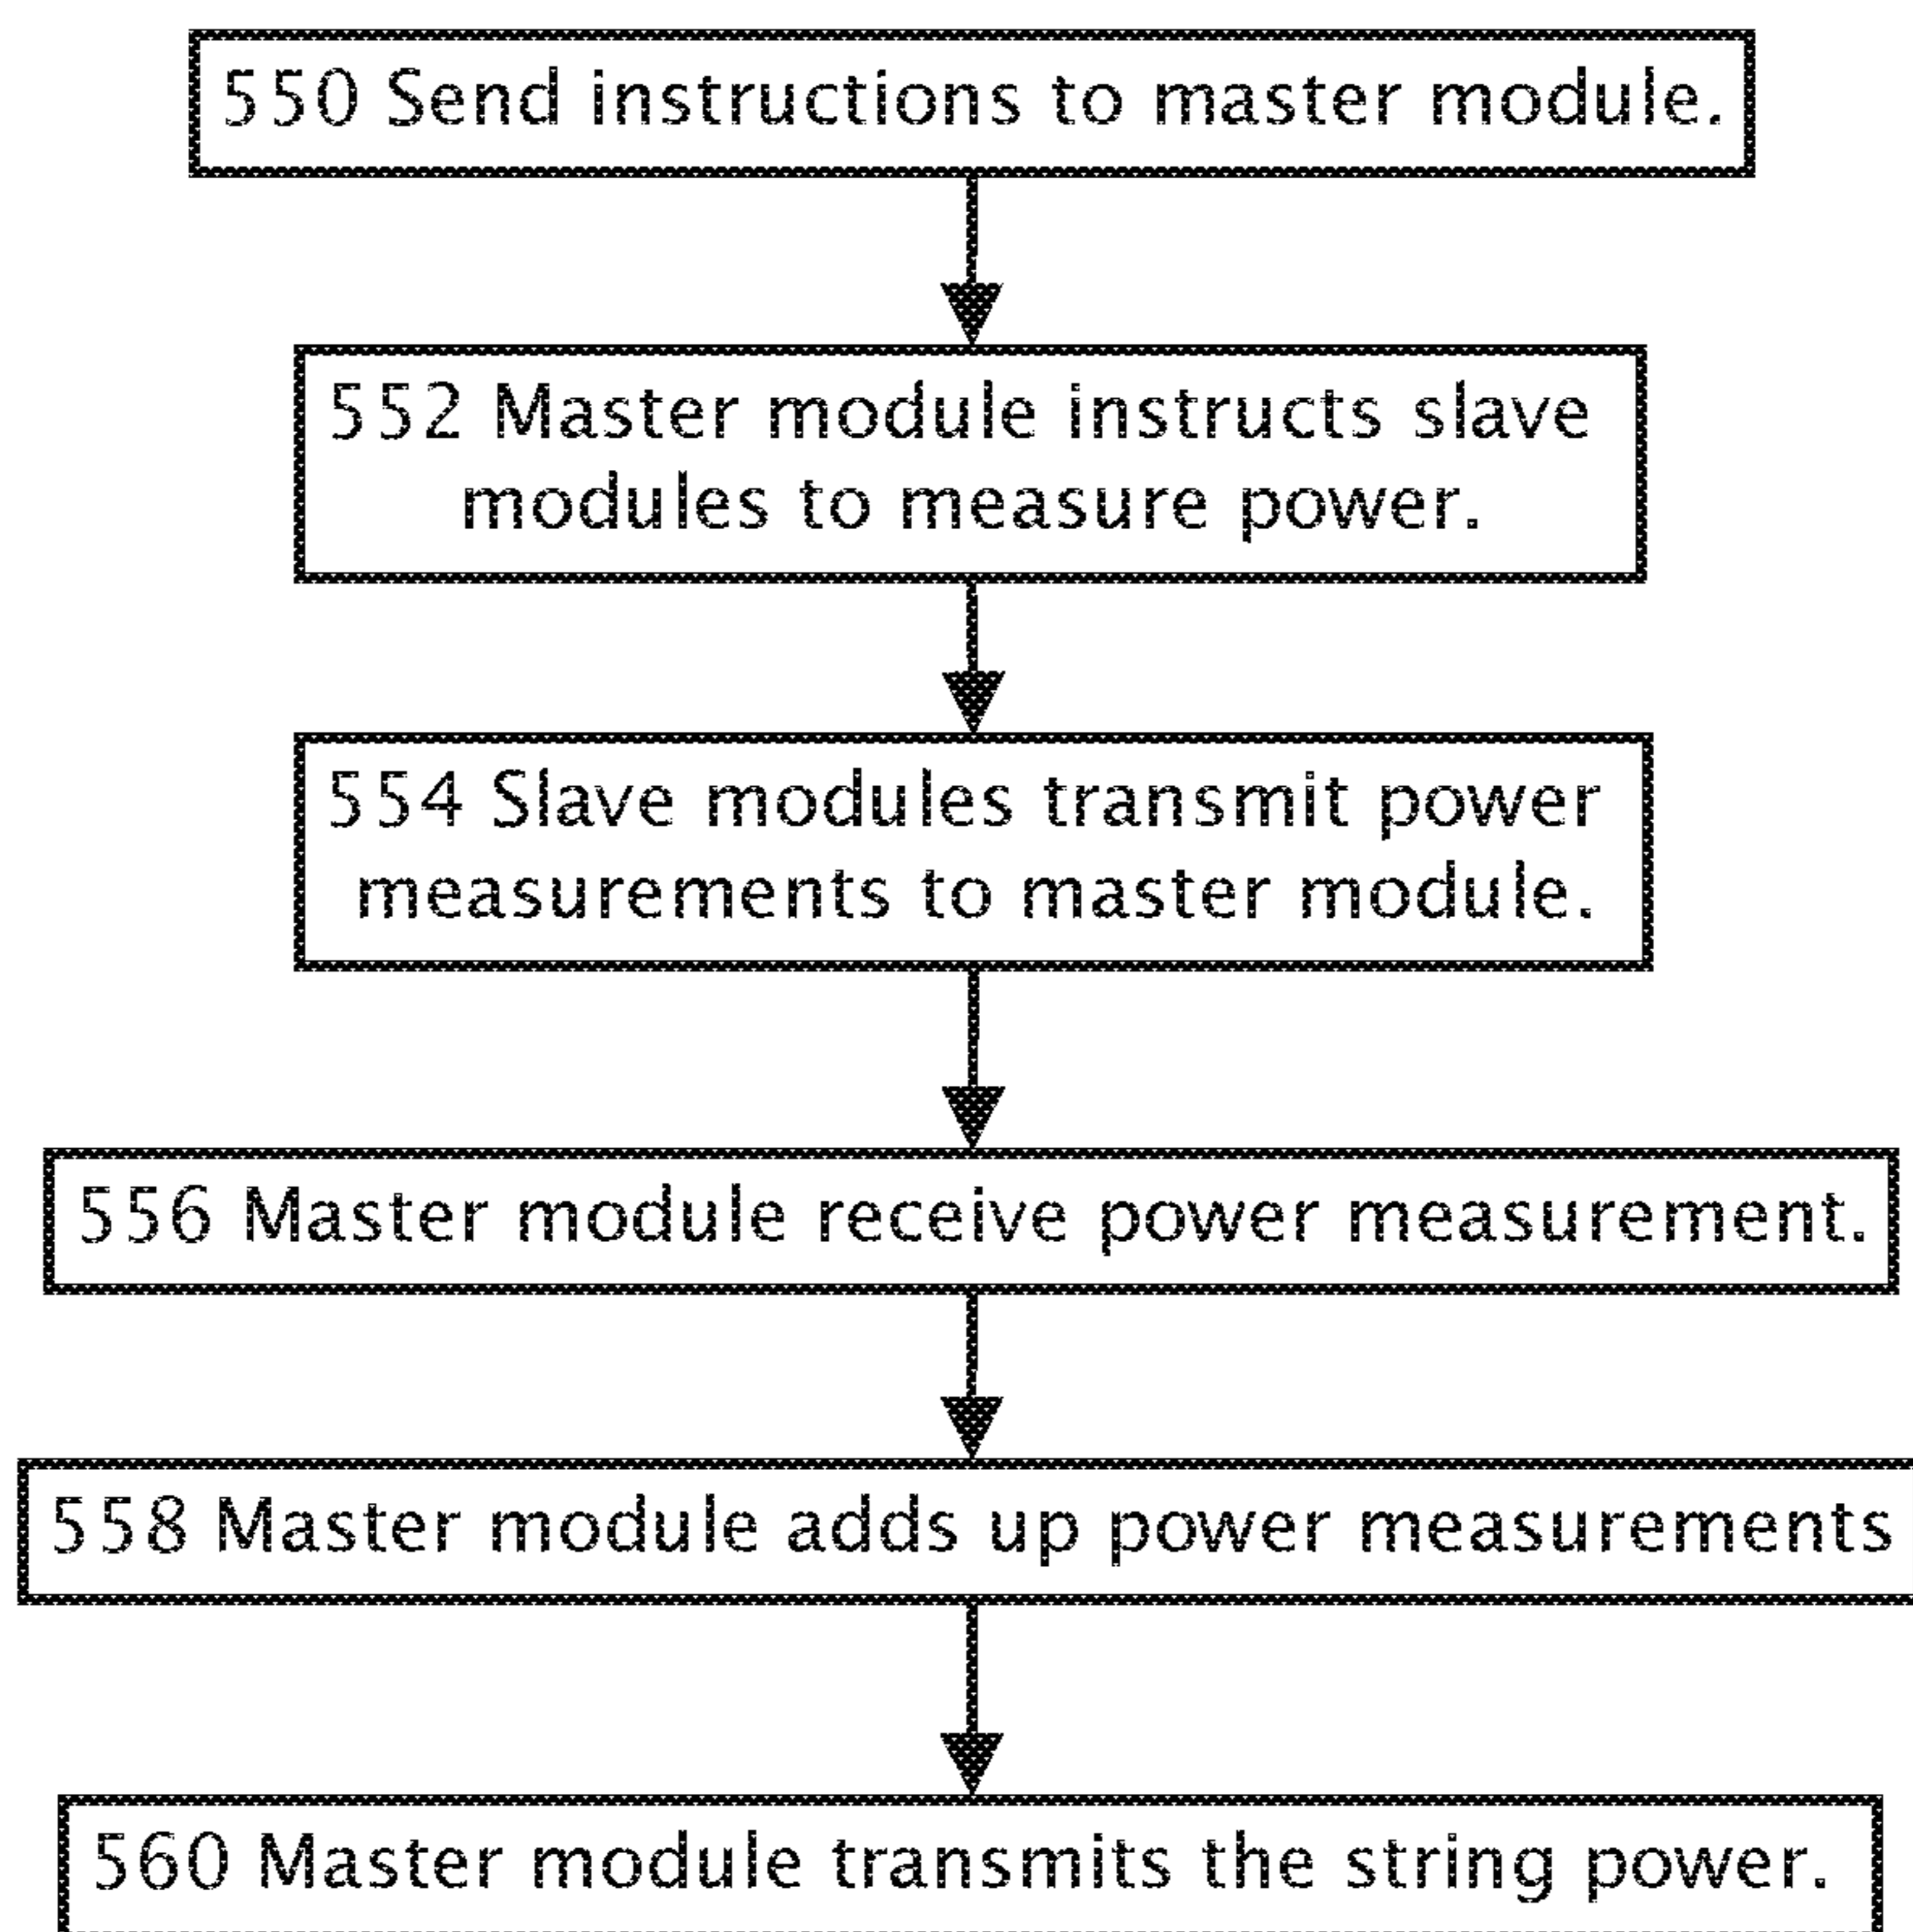 550 Send instructions to master module.
552 Master module instructs slave
modules to measure power.
554 Slave modules transmit power
measurements to master module.
556 Master module receive power measurement.
558 Master module adds up power measurements
560 Master module transmits the string power.